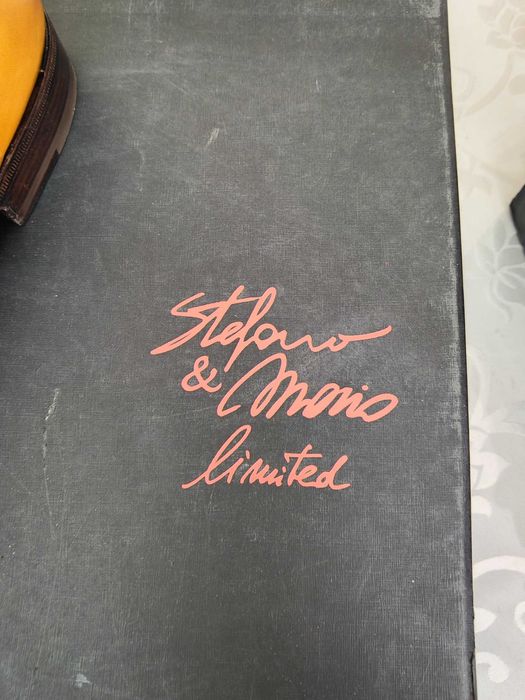 Stefano
& Mario
limited